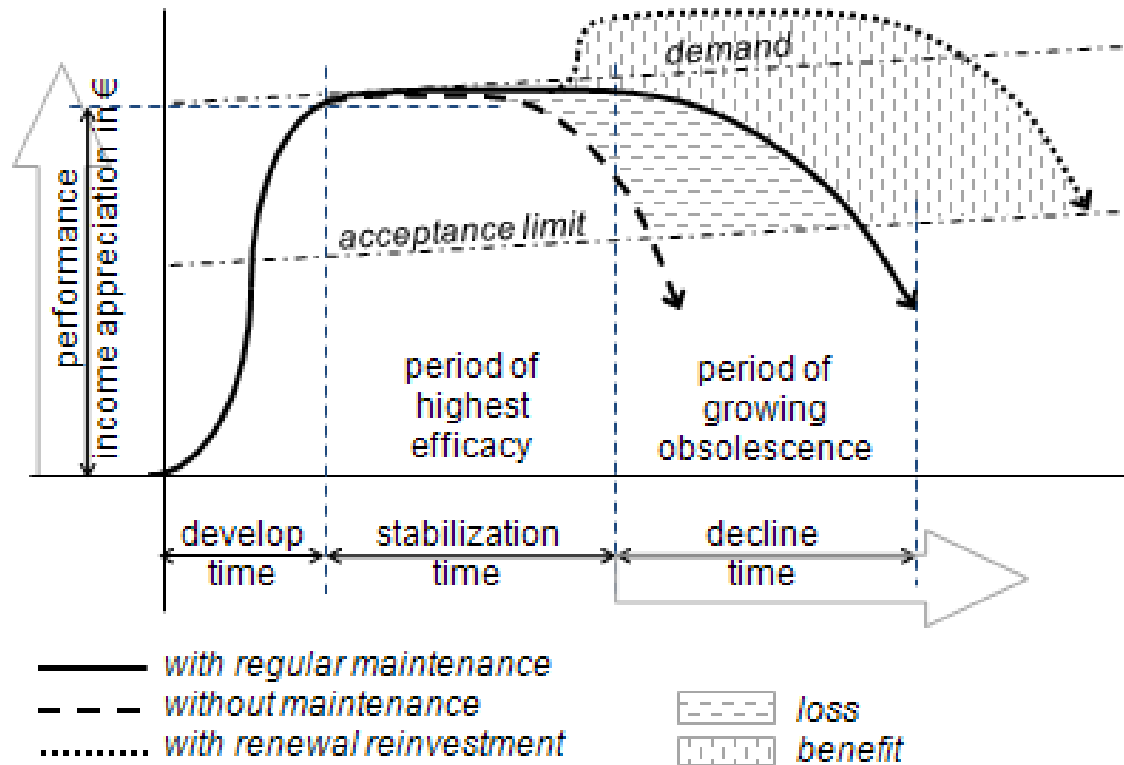 performance
income appreciation in €
demand
acceptance limit
period of
highest
efficacy
period of
growing
obsolescence
develop
time
stabilization
time
decline
time
with regular maintenance
without maintenance
with renewal reinvestment
loss
benefit